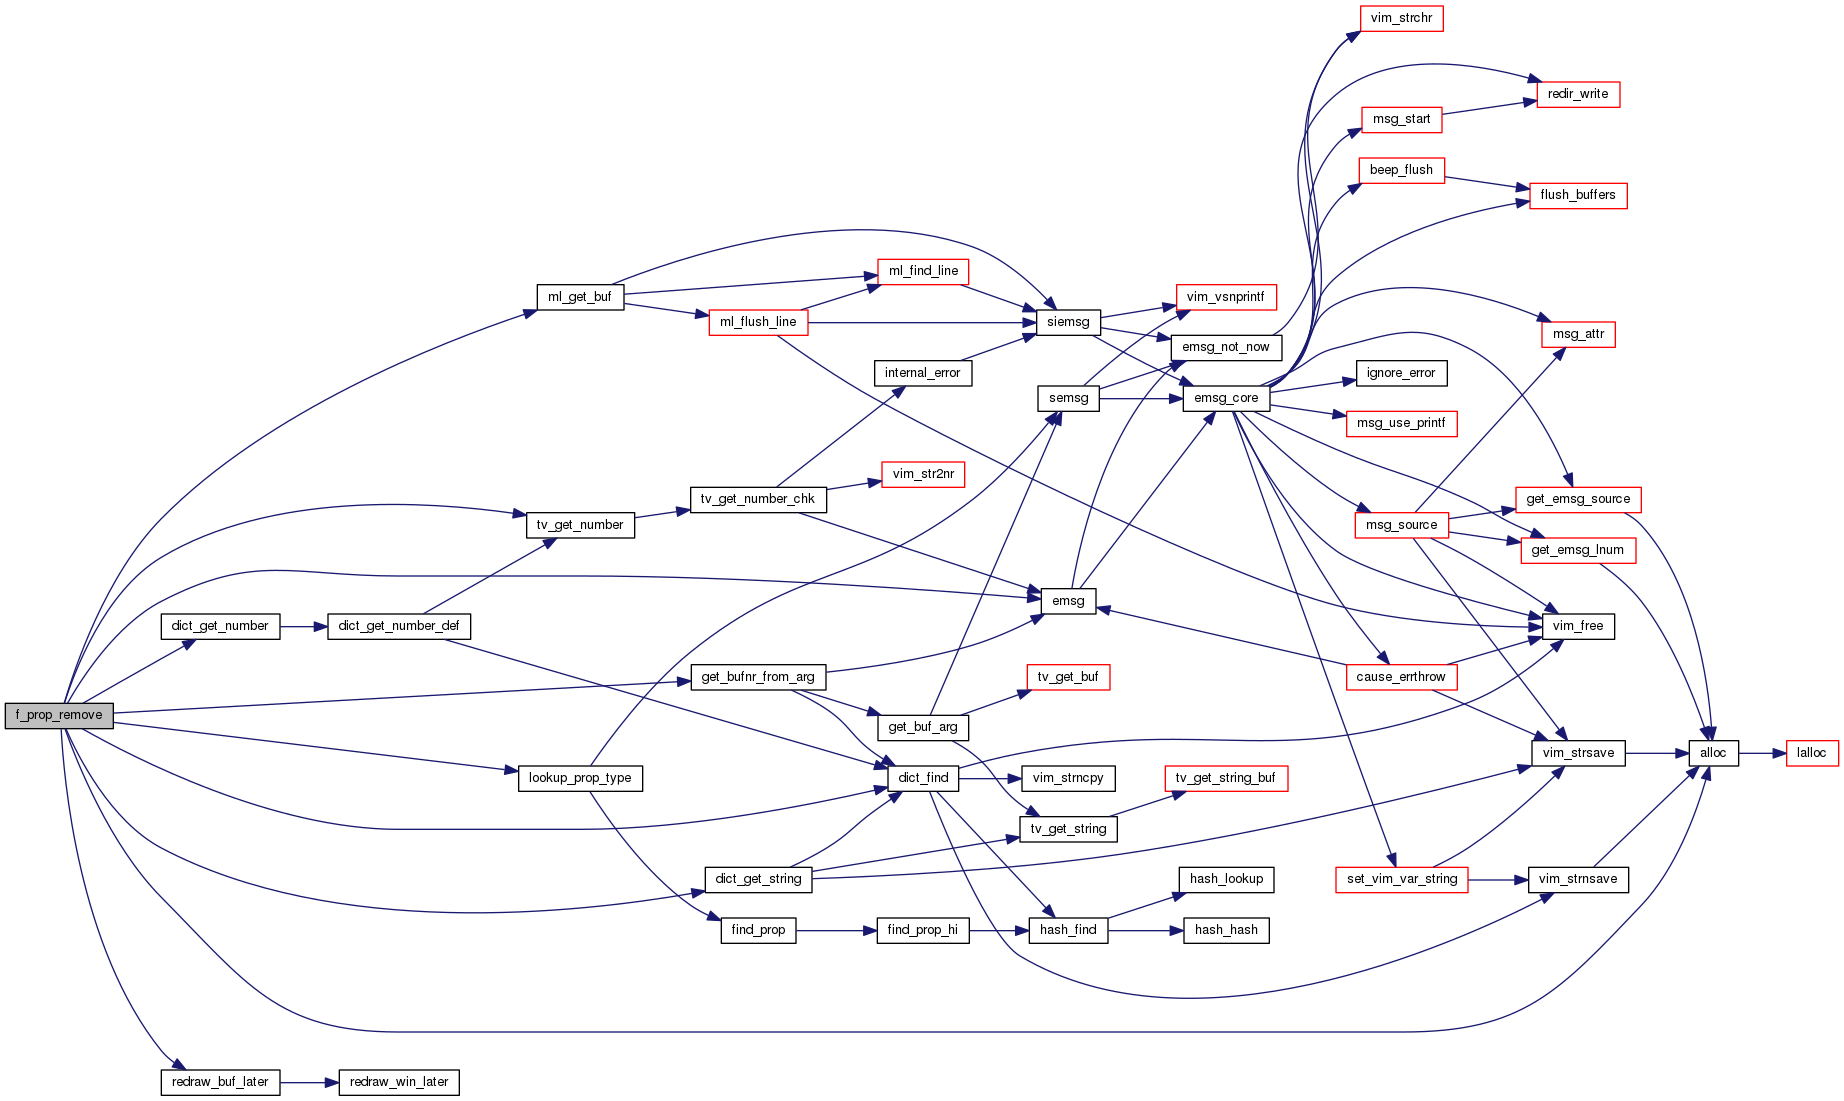 vim_strchr
redir_write
msg_start
beep_flush
flush_buffers
ml_find_line
ml_get_buf
vim_vsnprintf
ml_flush_line
siemsg
msg_attr
emsg_not_now
internal_error
ignore_error
semsg
emsg_core
msg_use_printf
vim_str2nr
tv_get_number_chk
get_emsg_source
tv_get_number
msg_source
get_emsg_lnum
emsg
dict_get_number
dict_get_number_def
vim_free
get_bufnr_from_arg
tv_get_buf
cause_errthrow
f_prop_remove
get_buf_arg
vim_strsave
alloc
lalloc
lookup_prop_type
dict_find
vim_strncpy
tv_get_string_buf
tv_get_string
dict_get_string
hash_lookup
set_vim_var_string
vim_strnsave
find_prop
find_prop_hi
hash_find
hash_hash
redraw_buf_later
redraw_win_later